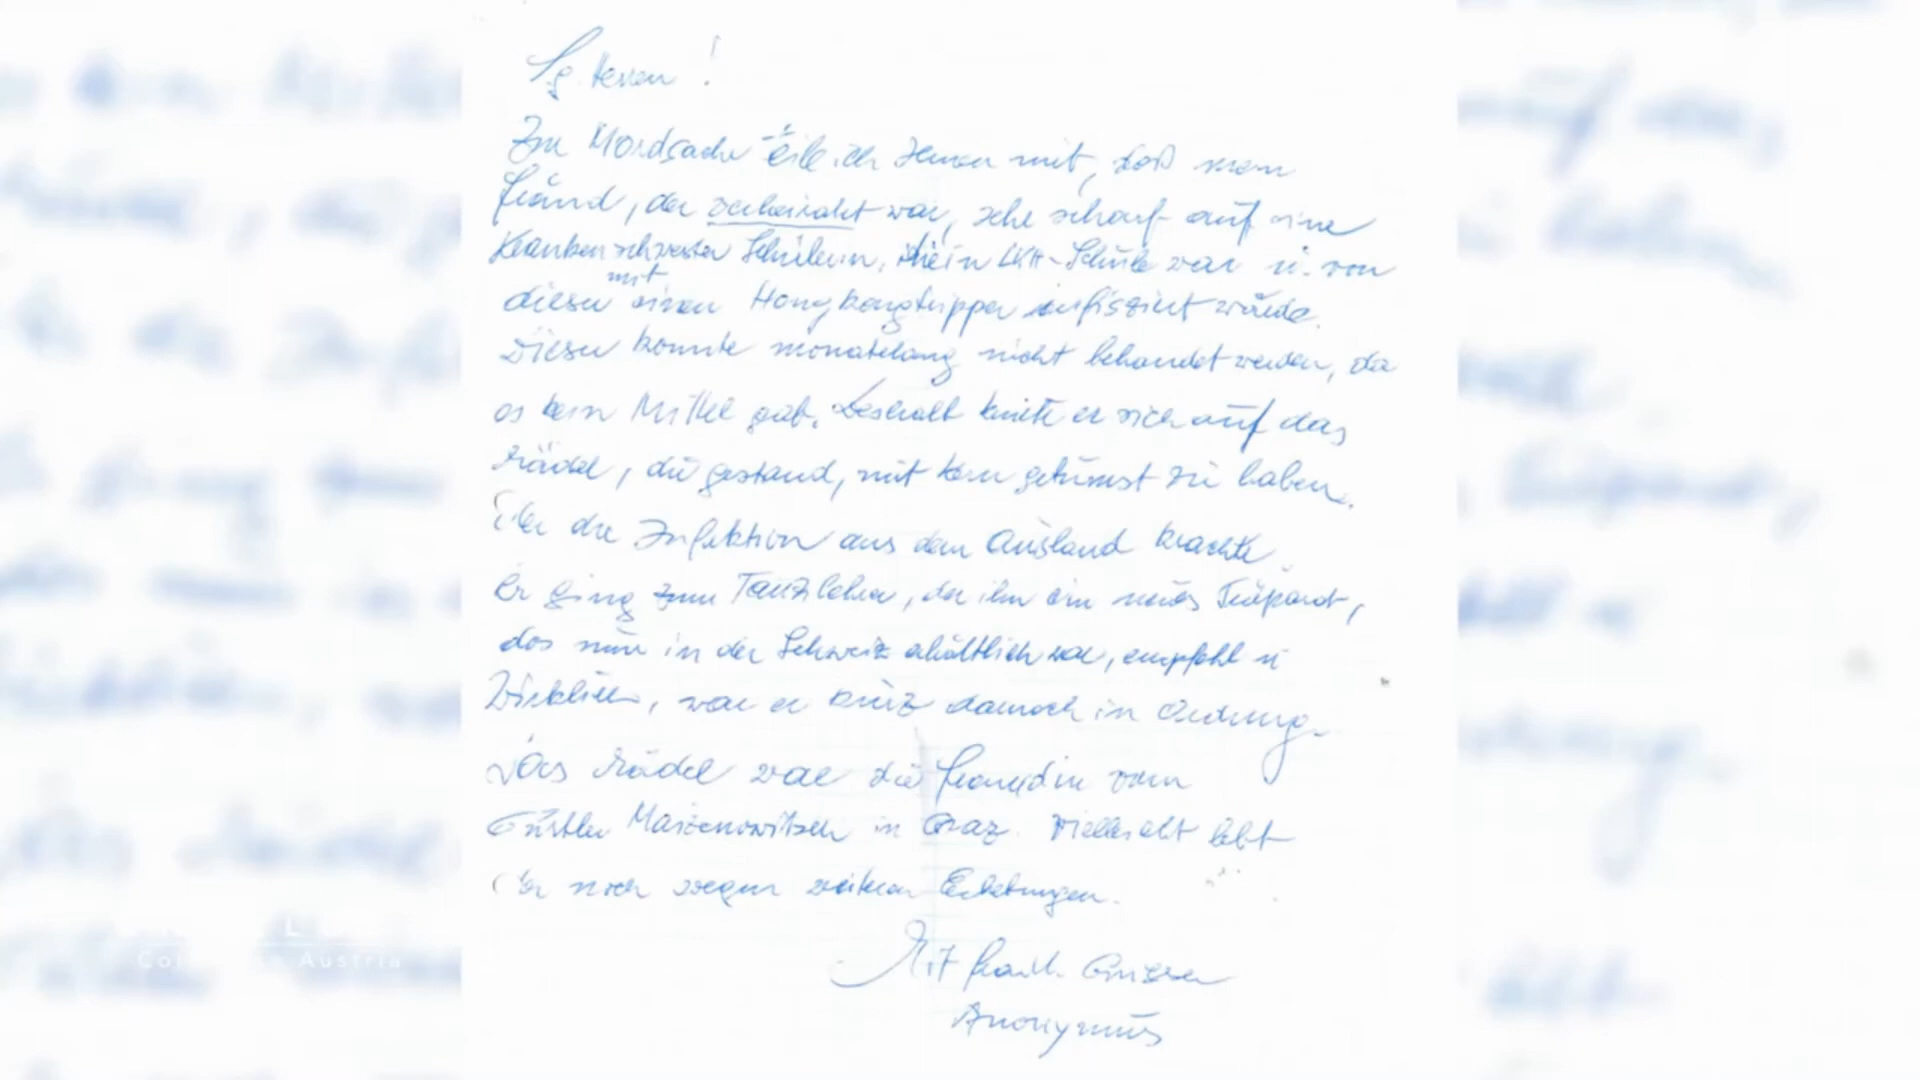 Sg. Herren!
Zur Mordsache teile ich Ihnen mit, daß mein
Freund, der verheiratet war, sehr scharf auf eine
Krankenschwester Schülerin, die in LKH-Schule war u. von
dieser mit einen Hongkongtripper infisziert wurde.
Dieser konnte monatelang nicht behandelt werden, da
es kein Mittel gab. Deshalb kniete er sich auf das
Mädel, die gestand, mit dem gebumst zu haben,
der die Infektion aus dem Ausland brachte.
Er ging zum, der ihm ein neues,
das nur in der Schweiz erhältlich war, empfohl u
Wirklich, war er kurz danach in Ordnung.
Das Mädel war die Freundin vom
in Graz. Vielleicht lebt
er noch wegen weiteren Erhebungen.
Mit freundl. Grüssen
Anonymus
Austria